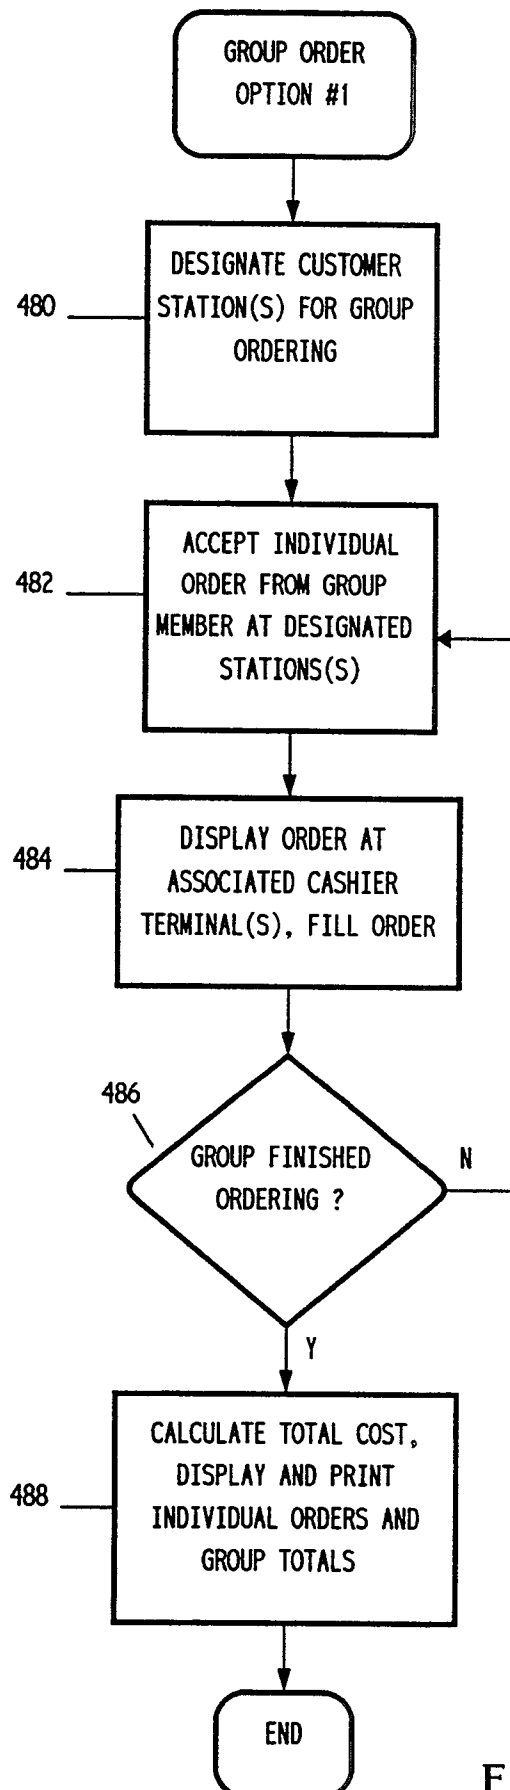 GROUP ORDER
OPTION #1
DESIGNATE CUSTOMER
STATION(S) FOR GROUP
ORDERING
480
ACCEPT INDIVIDUAL
ORDER FROM GROUP
MEMBER AT DESIGNATED
STATIONS(S)
482
DISPLAY ORDER AT
ASSOCIATED CASHIER
TERMINAL(S), FILL ORDER
484
486
GROUP FINISHED
ORDERING ?
N
Y
CALCULATE TOTAL COST,
DISPLAY AND PRINT
INDIVIDUAL ORDERS AND
GROUP TOTALS
488
END